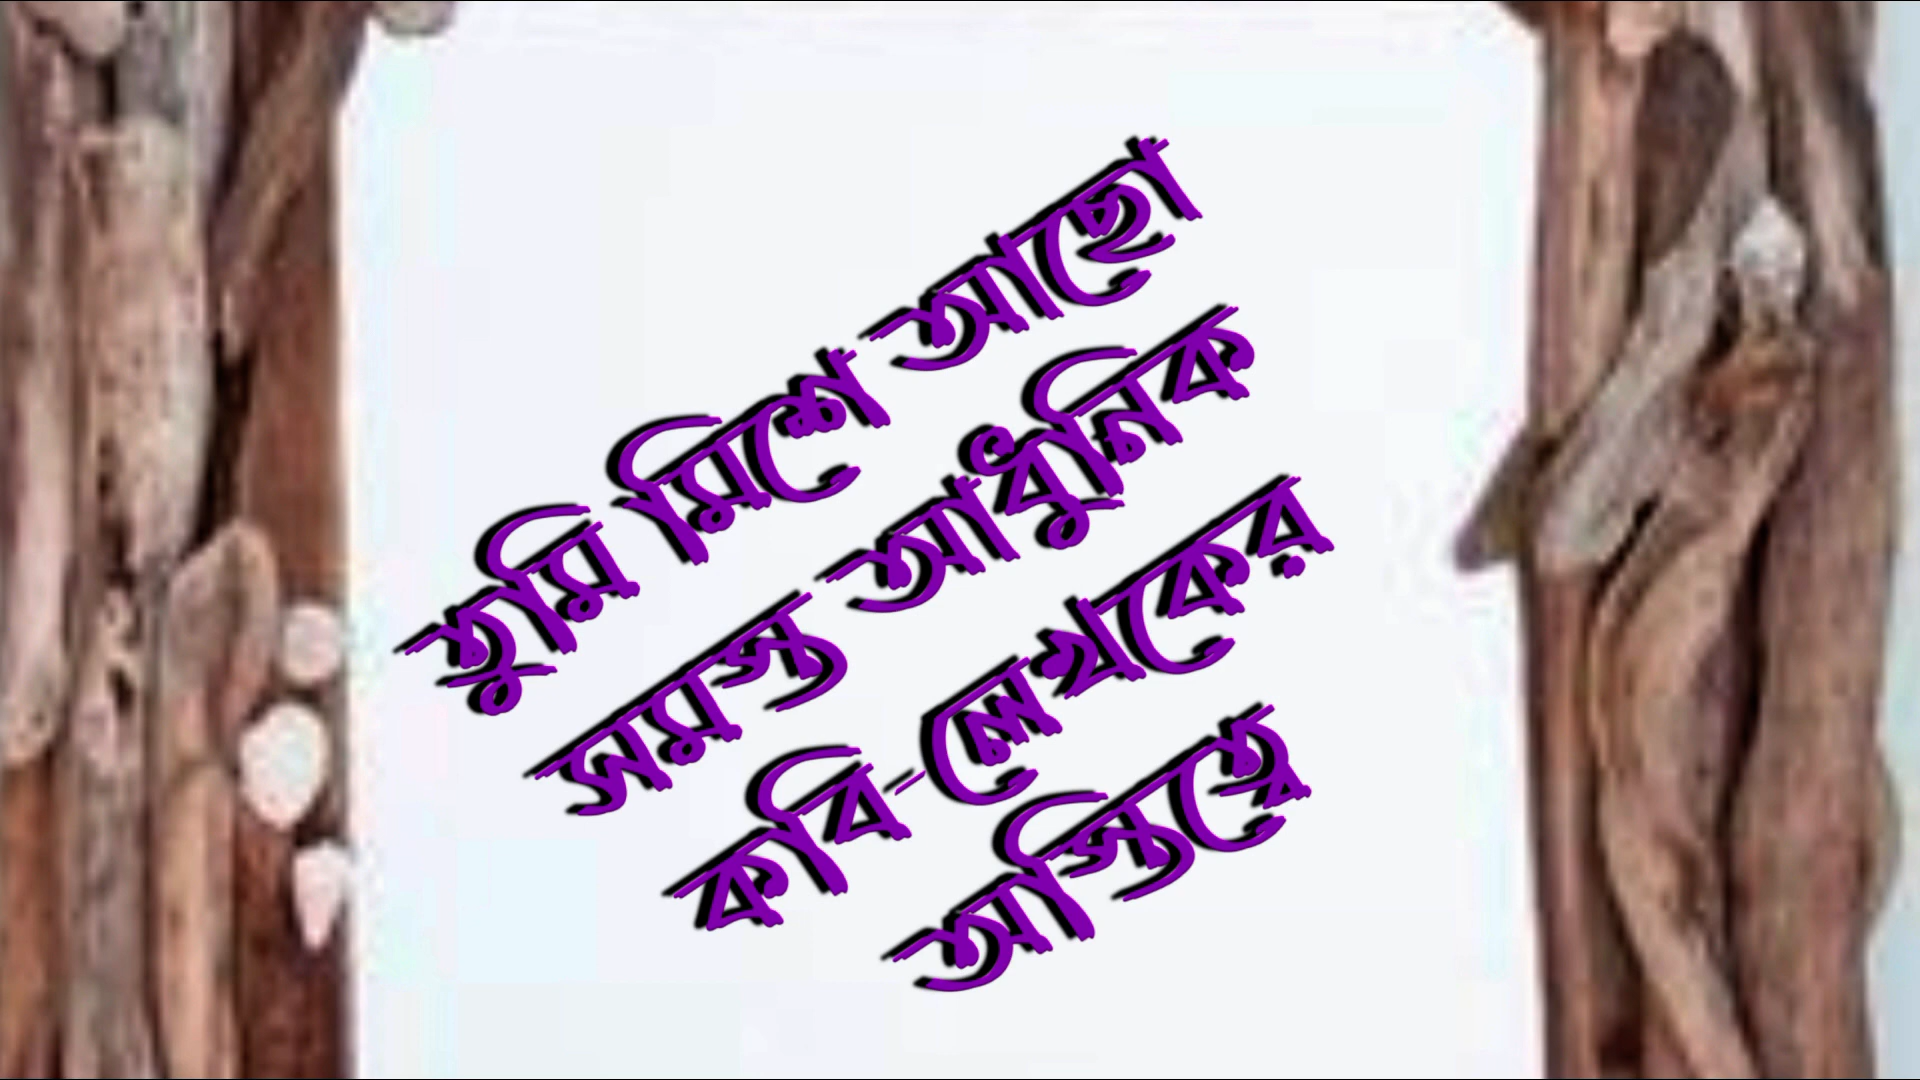 তুমি মিশে আছো
সমস্ত আধুনিক
কবি-লেখকের
অস্তিত্বে